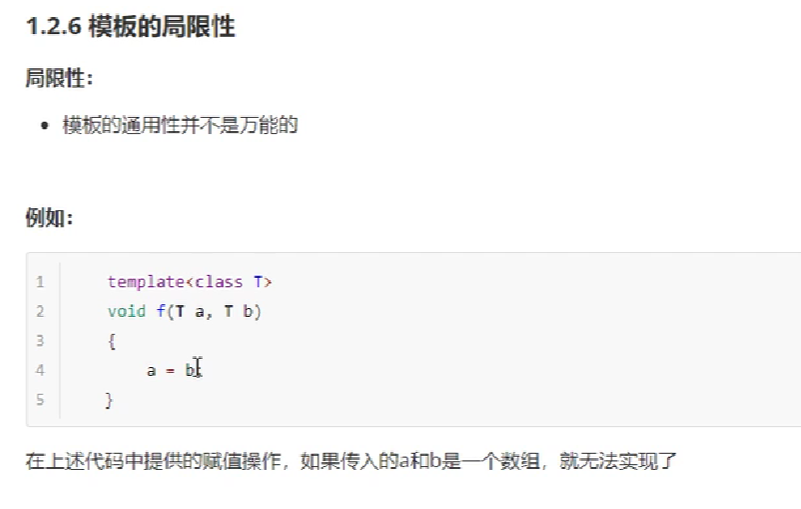 1.2.6 模板的局限性
局限性：
• 模板的通用性并不是万能的
例如：
1 template<class T>
2 void f(T a, T b)
3 {
4 a = b;
5 }
在上述代码中提供的赋值操作，如果传入的a和b是一个数组，就无法实现了